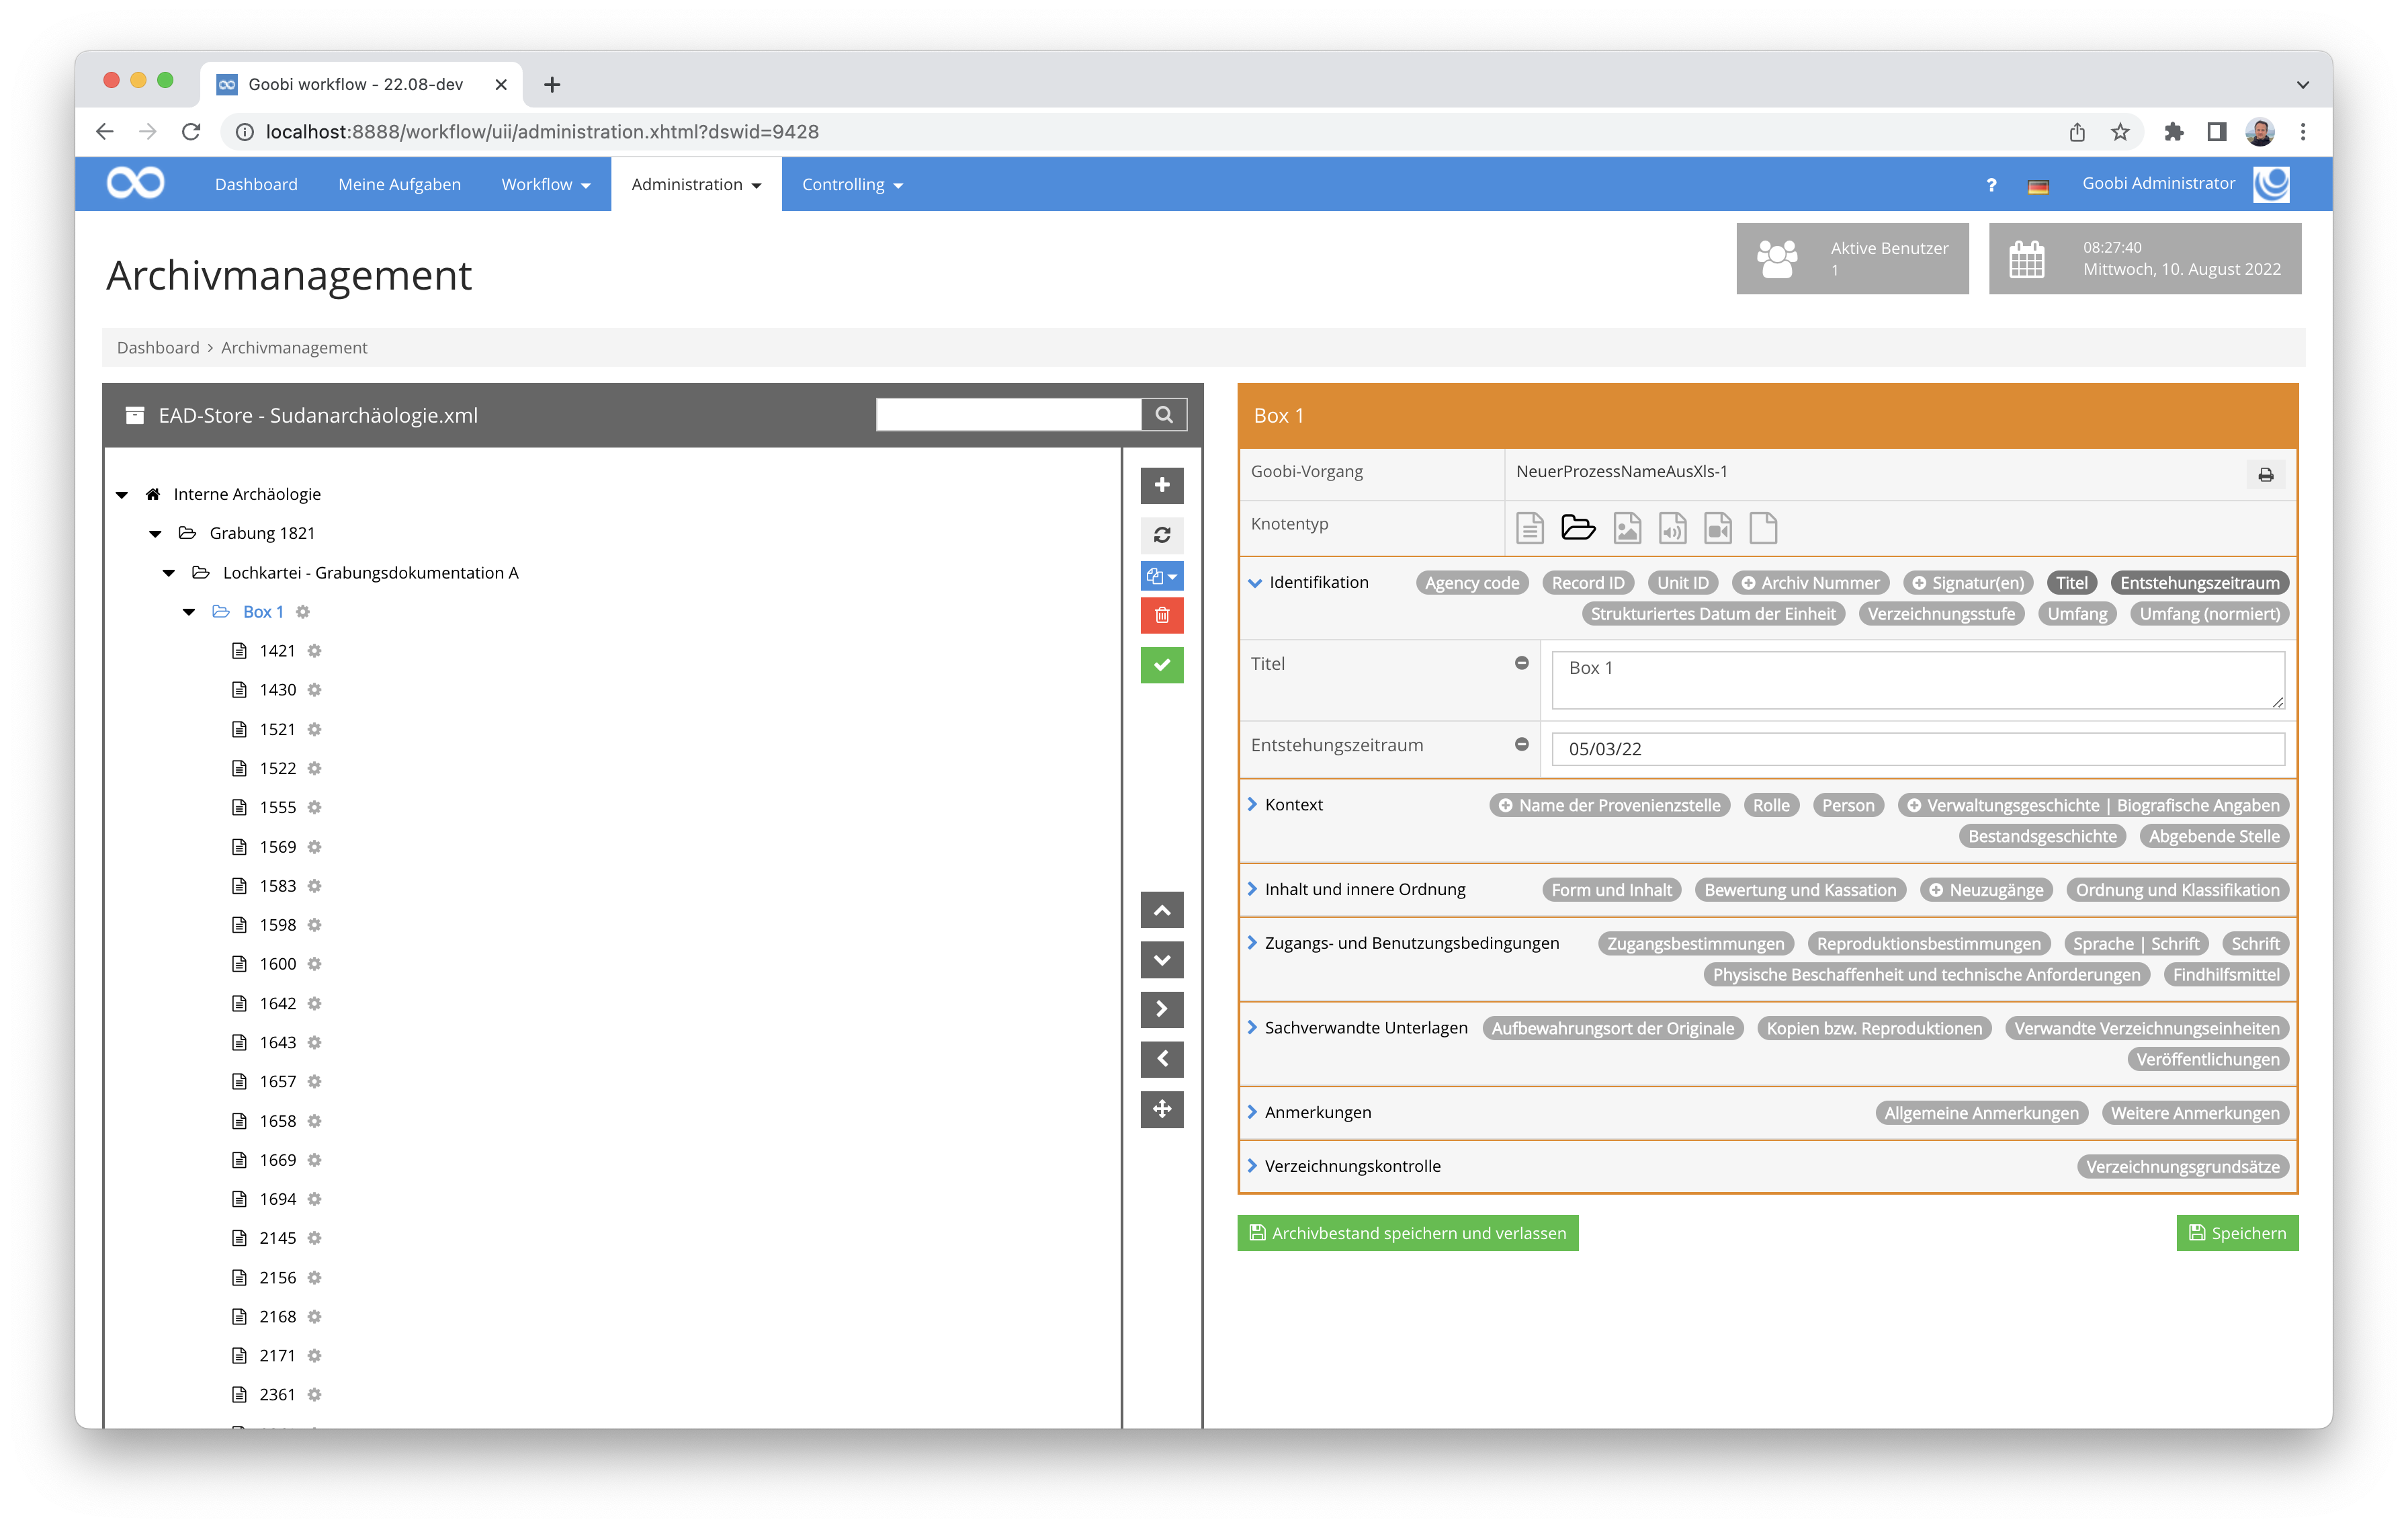 Goobi workflow - 22.08-dev
localhost:8888/workflow/uii/administration.xhtml?dswid=9428
Dashboard Meine Aufgaben Workflow Administration Controlling ? Goobi Administrator
Archivmanagement
Aktive Benutzer
1
08:27:40
Mittwoch, 10. August 2022
Dashboard > Archivmanagement
EAD-Store - Sudanarchäologie.xml
Interne Archäologie
Grabung 1821
Lochkartei - Grabungsdokumentation A
Box 1
1421
1430
1521
1522
1555
1569
1583
1598
1600
1642
1643
1657
1658
1669
1694
2145
2156
2168
2171
2361
Box 1
Goobi-Vorgang NeuerProzessNameAusXls-1
Knotentyp
Identifikation Agency code Record ID Unit ID Archiv Nummer Signatur(en) Titel Entstehungszeitraum
Strukturiertes Datum der Einheit Verzeichnungsstufe Umfang Umfang (normiert)
Titel Box 1
Entstehungszeitraum 05/03/22
Kontext Name der Provenienzstelle Rolle Person Verwaltungsgeschichte | Biografische Angaben
Bestandsgeschichte Abgebende Stelle
Inhalt und innere Ordnung Form und Inhalt Bewertung und Kassation Neuzugänge Ordnung und Klassifikation
Zugangs- und Benutzungsbedingungen Zugangsbestimmungen Reproduktionsbestimmungen Sprache | Schrift Schrift
Physische Beschaffenheit und technische Anforderungen Findhilfsmittel
Sachverwandte Unterlagen Aufbewahrungsort der Originale Kopien bzw. Reproduktionen Verwandte Verzeichnungseinheiten
Veröffentlichungen
Anmerkungen Allgemeine Anmerkungen Weitere Anmerkungen
Verzeichnungskontrolle Verzeichnungsgrundsätze
Archivbestand speichern und verlassen Speichern